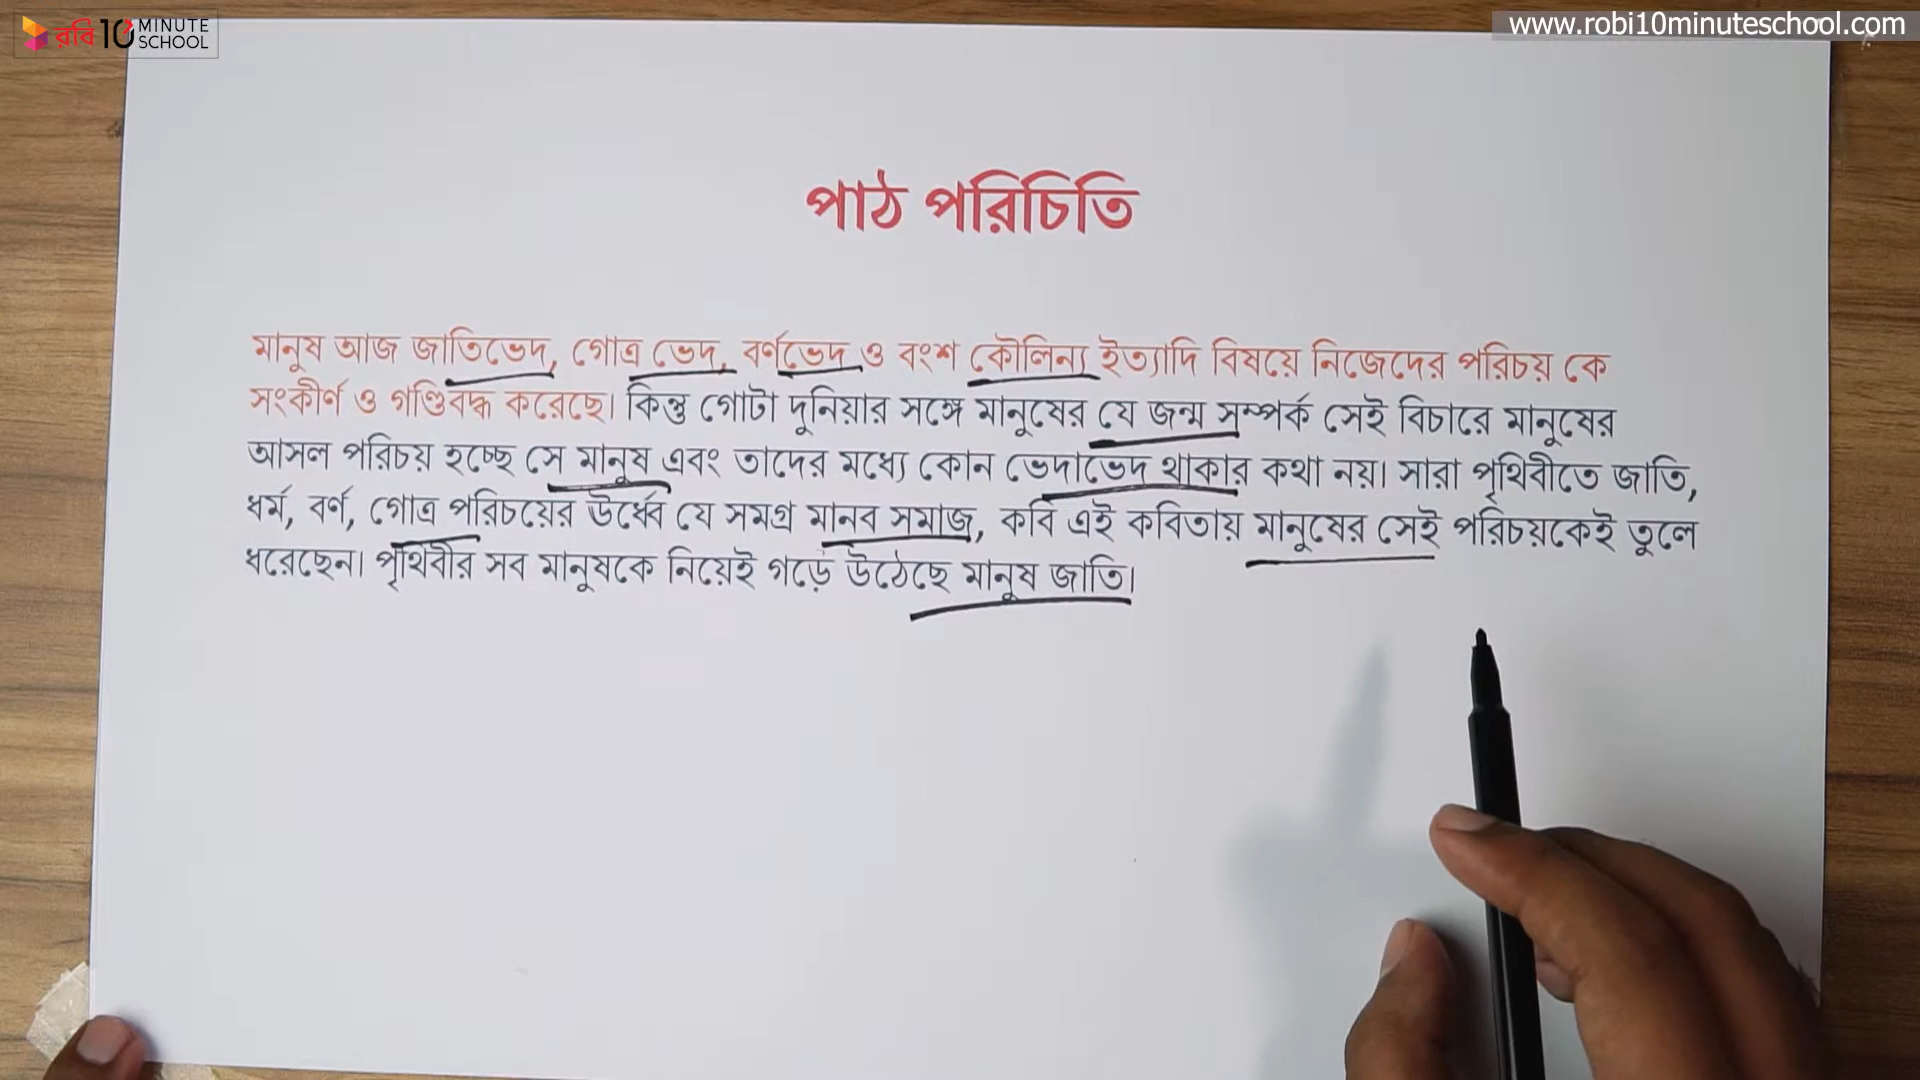 রবি 10 MINUTE SCHOOL
www.robi10minuteschool.com
পাঠ পরিচিতি
মানুষ আজ জাতিভেদ, গোত্র ভেদ, বর্ণভেদ ও বংশ কৌলিন্য ইত্যাদি বিষয়ে নিজেদের পরিচয় কে
সংকীর্ণ ও গণ্ডিবদ্ধ করেছে। কিন্তু গোটা দুনিয়ার সঙ্গে মানুষের যে জন্ম সম্পর্ক সেই বিচারে মানুষের
আসল পরিচয় হচ্ছে সে মানুষ এবং তাদের মধ্যে কোন ভেদাভেদ থাকার কথা নয়। সারা পৃথিবীতে জাতি,
ধর্ম, বর্ণ, গোত্র পরিচয়ের ঊর্ধ্বে যে সমগ্র মানব সমাজ, কবি এই কবিতায় মানুষের সেই পরিচয়কেই তুলে
ধরেছেন। পৃথিবীর সব মানুষকে নিয়েই গড়ে উঠেছে মানুষ জাতি।